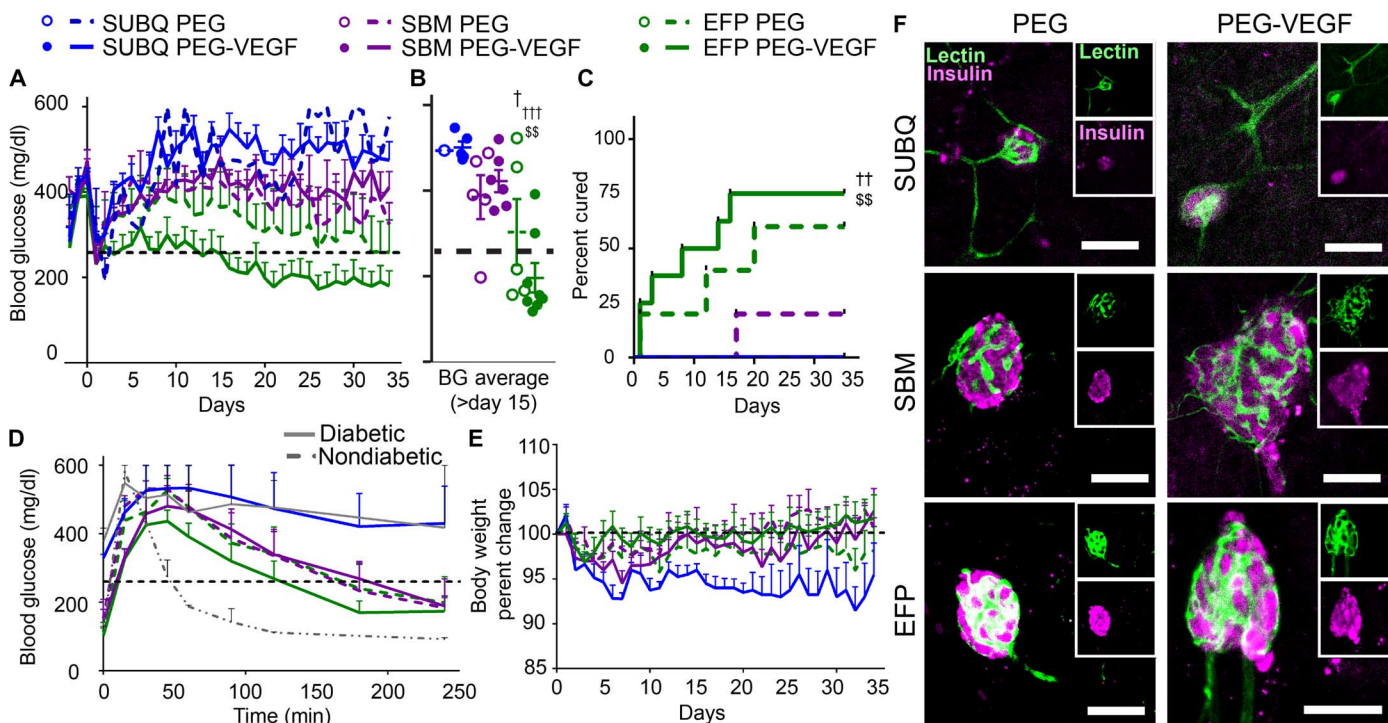 SUBQ PEG
SBM PEG
EFP PEG
SUBQ PEG-VEGF
SBM PEG-VEGF
EFP PEG-VEGF
A
Blood glucose (mg/dl)
600
400
200
0
0 5 10 15 20 25 30 35
Days
B
†
†††
$$
BG average
(>day 15)
C
Percent cured
100
75
50
25
0
0 5 10 15 20 25 30 35
Days
††
$$
D
Diabetic
Nondiabetic
Blood glucose (mg/dl)
600
400
200
0
0 50 100 150 200 250
Time (min)
E
Body weight
perent change
110
105
100
95
90
85
0 5 10 15 20 25 30 35
Days
F
PEG
PEG-VEGF
SUBQ
Lectin
Insulin
Lectin
Insulin
SBM
EFP